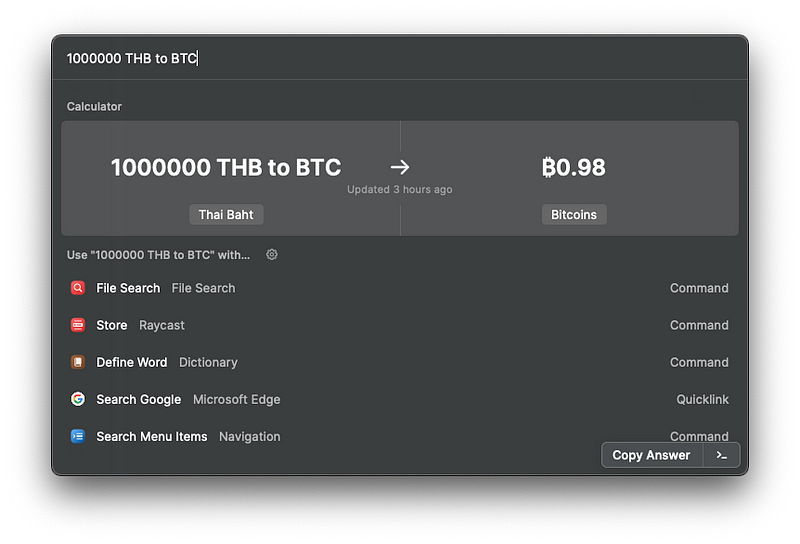 1000000 THB to BTC
Calculator
1000000 THB to BTC → ₿0.98
Updated 3 hours ago
Thai Baht Bitcoins
Use "1000000 THB to BTC" with...
File Search File Search Command
Store Raycast Command
Define Word Dictionary Command
Search Google Microsoft Edge Quicklink
Search Menu Items Navigation Command
Copy Answer >_